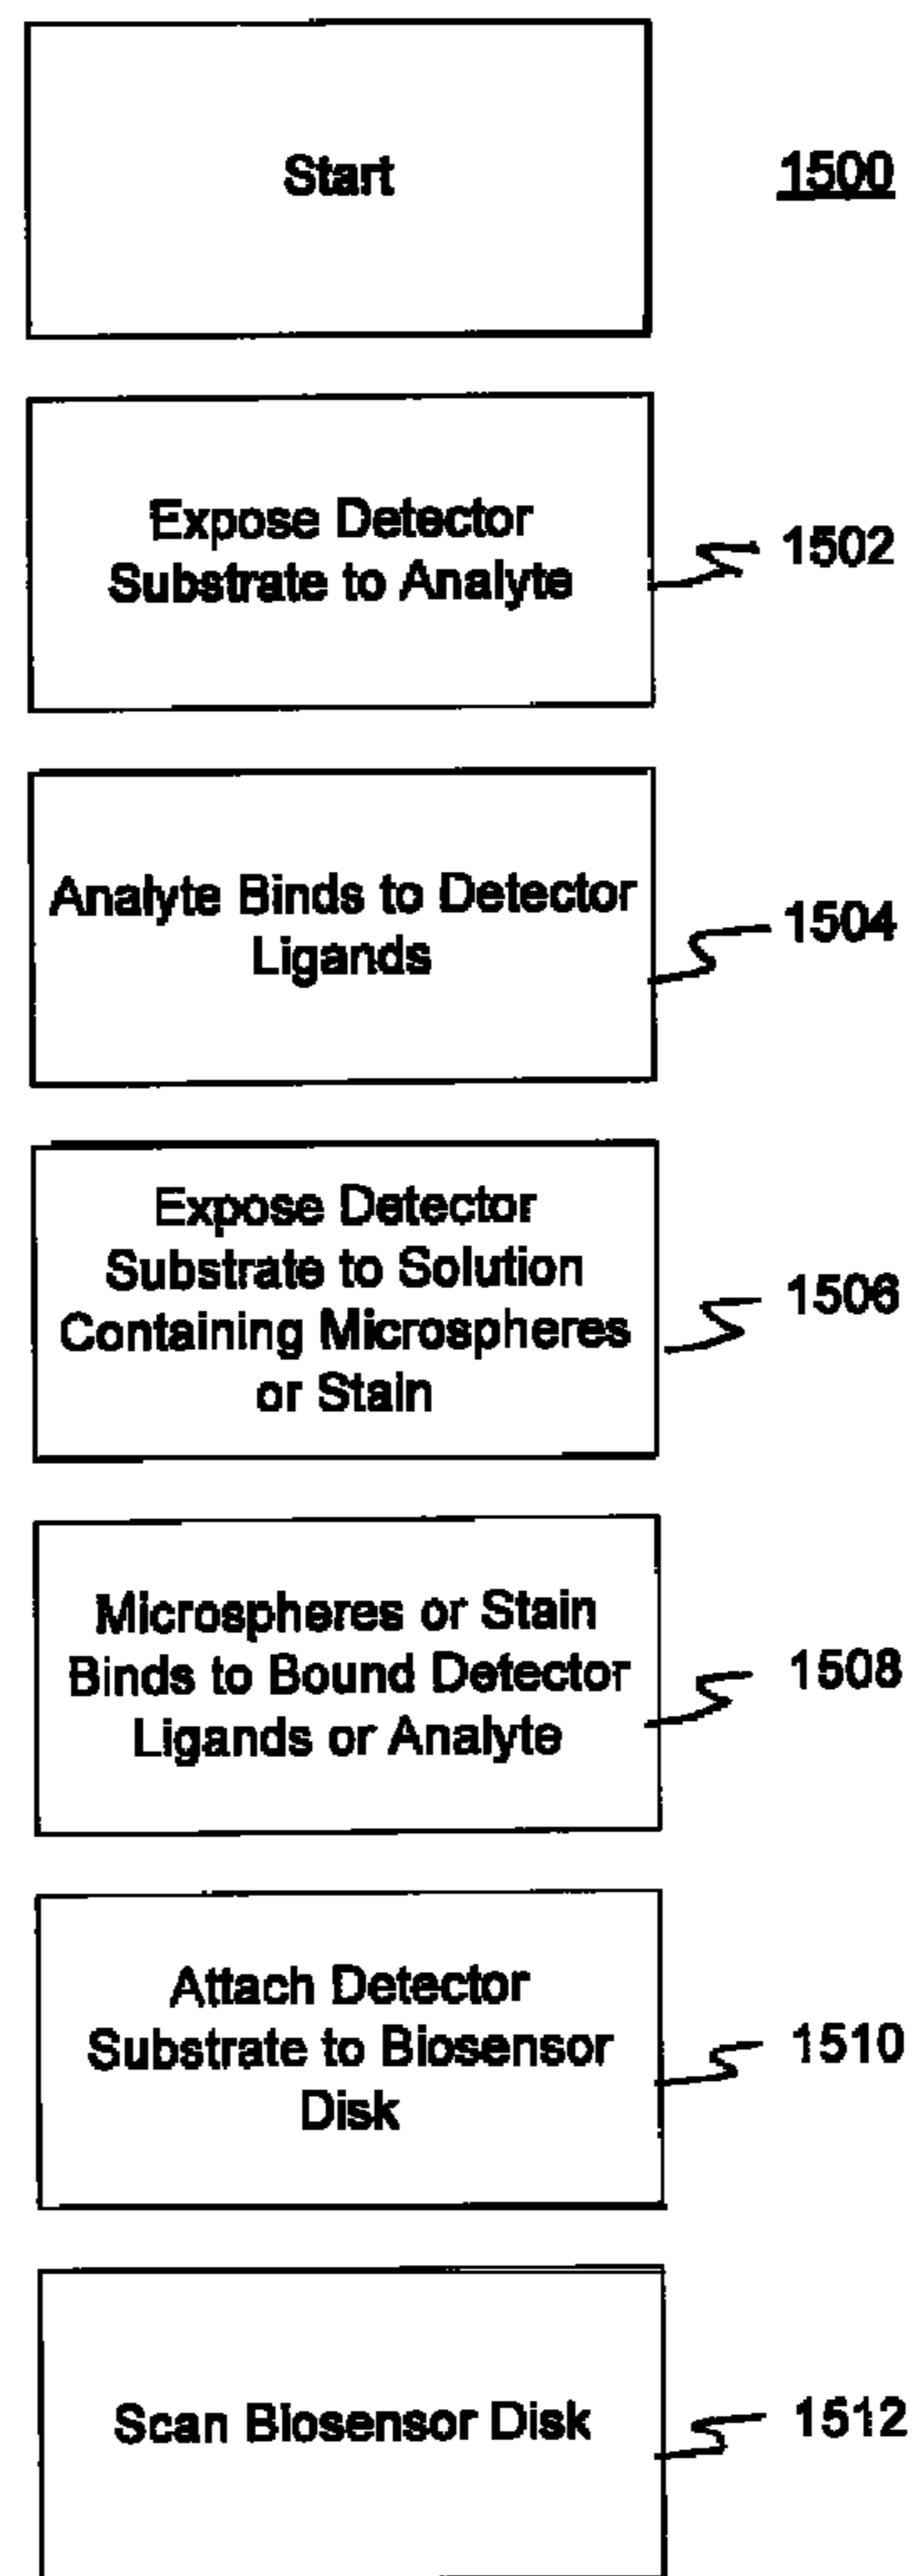 Start
1500
Expose Detector
Substrate to Analyte
1502
Analyte Binds to Detector
Ligands
1504
Expose Detector
Substrate to Solution
Containing Microspheres
or Stain
1506
Microspheres or Stain
Binds to Bound Detector
Ligands or Analyte
1508
Attach Detector
Substrate to Biosensor
Disk
1510
Scan Biosensor Disk
1512